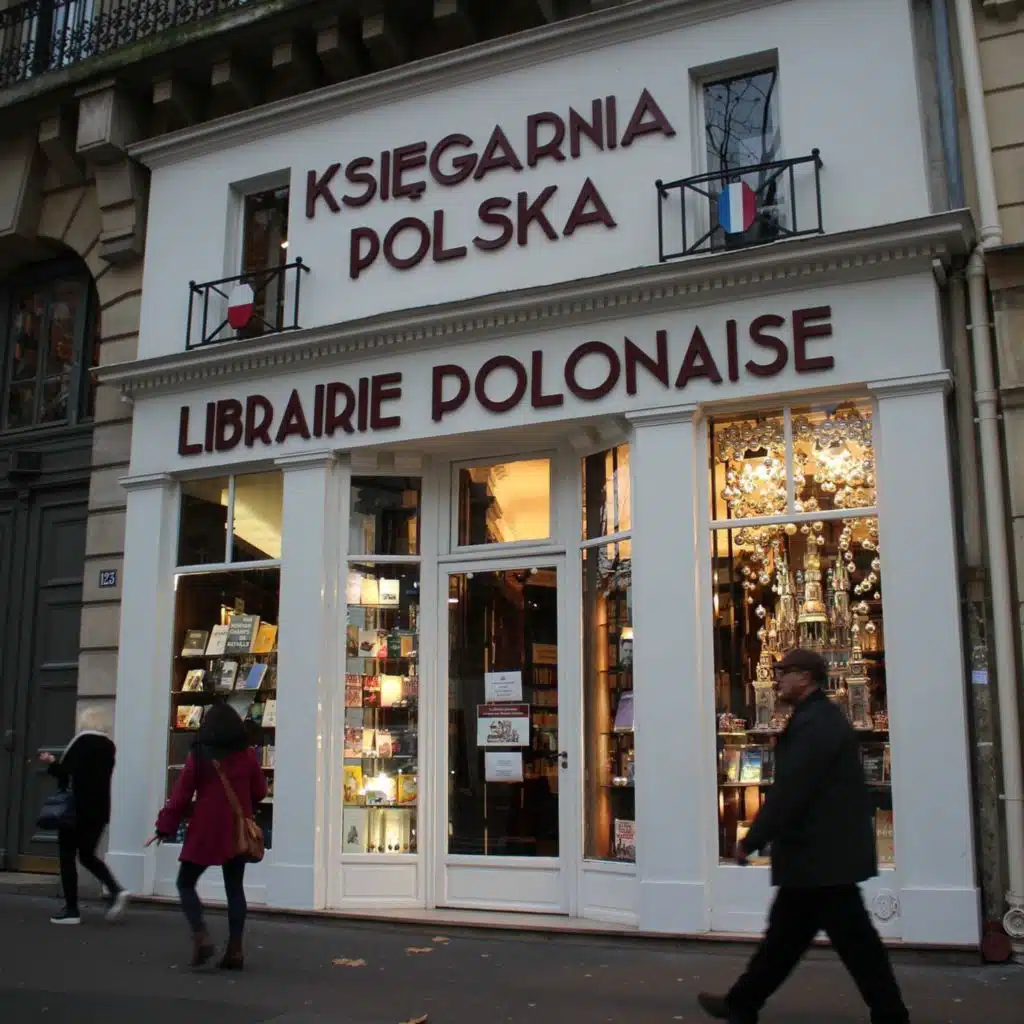 KSIĘGARNIA
POLSKA
LIBRAIRIE POLONAISE
123